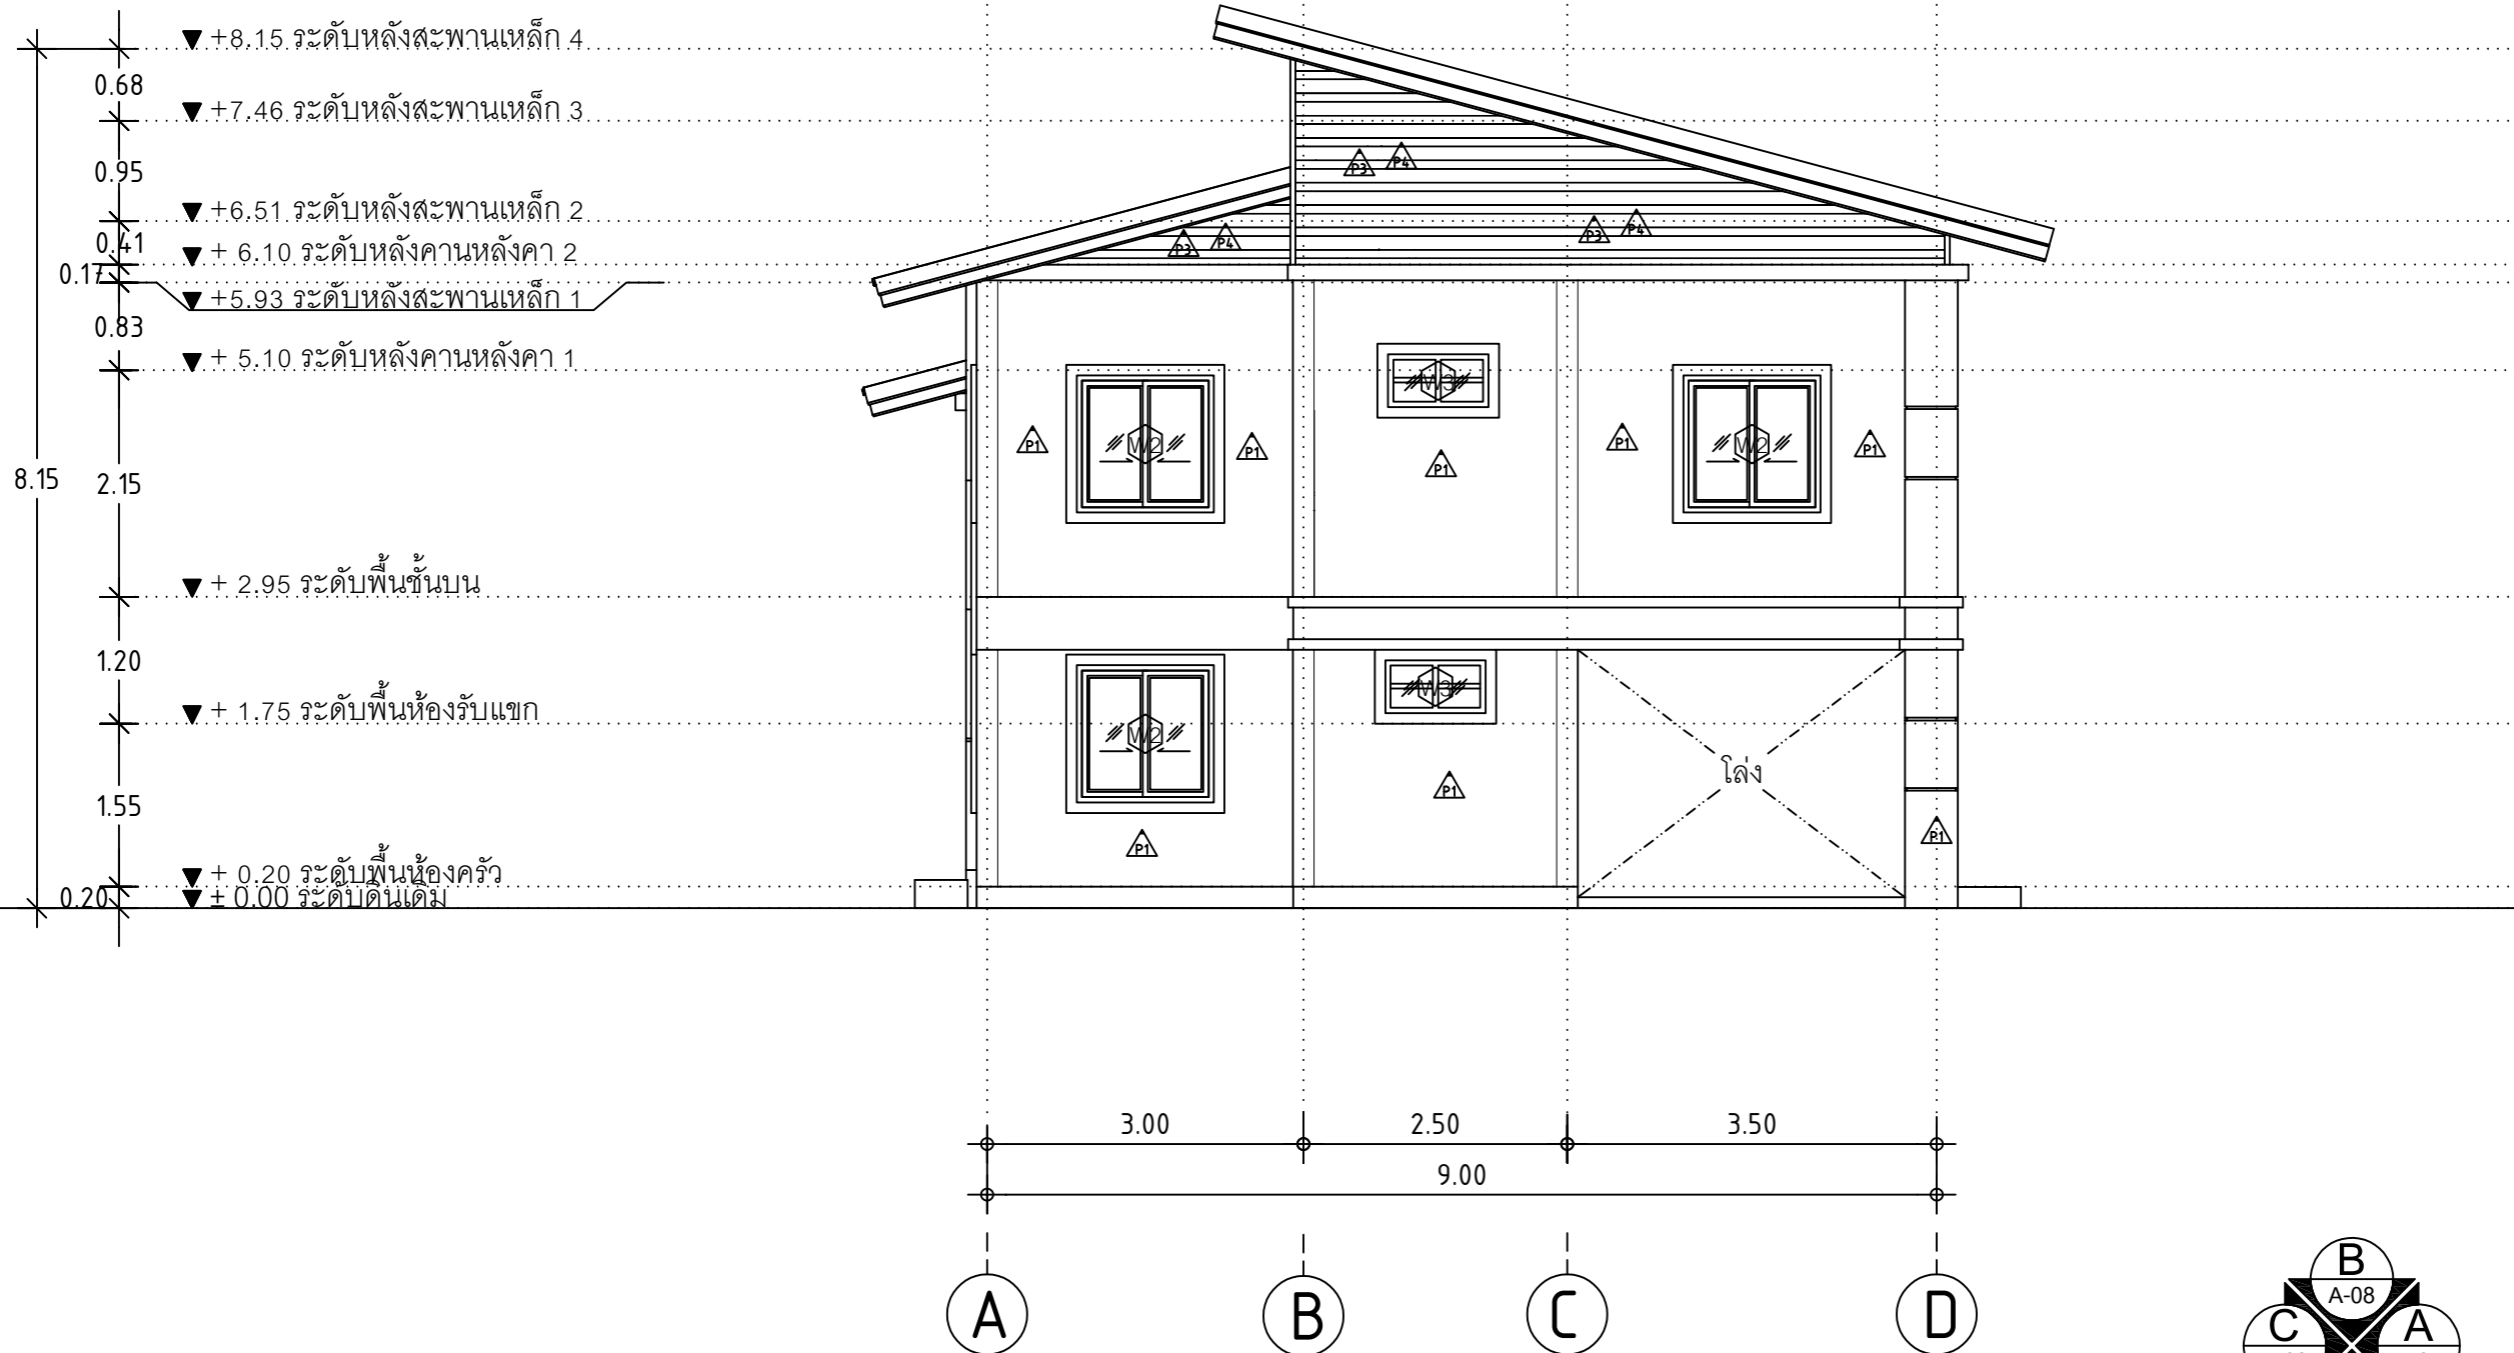 +8.15 ระดับหลังสะพานเหล็ก 4
0.68
+7.46 ระดับหลังสะพานเหล็ก 3
0.95
+6.51 ระดับหลังสะพานเหล็ก 2
0.41
+ 6.10 ระดับหลังคานหลังคา 2
0.17
+5.93 ระดับหลังสะพานเหล็ก 1
0.83
+ 5.10 ระดับหลังคานหลังคา 1
8.15
2.15
+ 2.95 ระดับพื้นชั้นบน
1.20
+ 1.75 ระดับพื้นห้องรับแขก
1.55
+ 0.20 ระดับพื้นห้องครัว
0.20
± 0.00 ระดับดินเดิม
P3 P4
P3 P4
P3 P4
W3
P1 W2 P1
P1
P1 W2 P1
W3
W2
โล่ง
P1
P1
P1
3.00 2.50 3.50
9.00
A B C D
B
A-08
C A